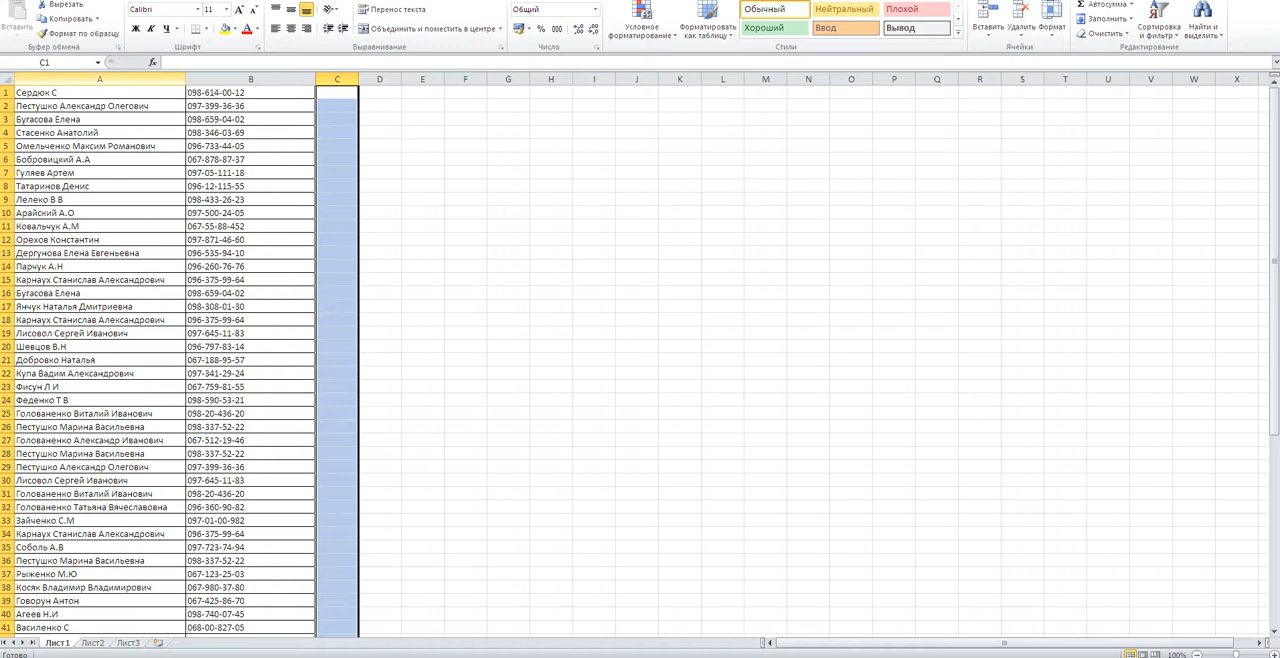 Вырезать
Копировать
Формат по образцу
Вставить
Буфер обмена
Calibri 11
Ж К Ч
Шрифт
Перенос текста
Объединить и поместить в центре
Выравнивание
Общий
% 000
Число
Условное форматирование
Форматировать как таблицу
Обычный Нейтральный Плохой
Хороший Ввод Вывод
Стили
Вставить Удалить Формат
Ячейки
Σ Автосумма
Заполнить
Очистить
Сортировка и фильтр
Найти и выделить
Редактирование
C1 fx
A B C D E F G H I J K L M N O P Q R S T U V W X
1 Сердюк С 098-614-00-12
2 Пестушко Александр Олегович 097-399-36-36
3 Бугасова Елена 098-659-04-02
4 Стасенко Анатолий 098-346-03-69
5 Омельченко Максим Романович 096-733-44-05
6 Бобровицкий А.А 067-878-87-37
7 Гуляев Артем 097-05-111-18
8 Татаринов Денис 096-12-115-55
9 Лелеко В В 098-433-26-23
10 Арайский А.О 097-500-24-05
11 Ковальчук А.М 067-55-88-452
12 Орехов Константин 097-871-46-60
13 Дергунова Елена Евгеньевна 096-535-94-10
14 Парчук А.Н 096-260-76-76
15 Карнаух Станислав Александрович 096-375-99-64
16 Бугасова Елена 098-659-04-02
17 Янчук Наталья Дмитриевна 098-308-01-30
18 Карнаух Станислав Александрович 096-375-99-64
19 Лисовол Сергей Иванович 097-645-11-83
20 Шевцов В.Н 096-797-83-14
21 Добровко Наталья 067-188-95-57
22 Купа Вадим Александрович 097-341-29-24
23 Фисун Л И 067-759-81-55
24 Феденко Т В 098-590-53-21
25 Голованенко Виталий Иванович 098-20-436-20
26 Пестушко Марина Васильевна 098-337-52-22
27 Голованенко Александр Иванович 067-512-19-46
28 Пестушко Марина Васильевна 098-337-52-22
29 Пестушко Александр Олегович 097-399-36-36
30 Лисовол Сергей Иванович 097-645-11-83
31 Голованенко Виталий Иванович 098-20-436-20
32 Голованенко Татьяна Вячеславовна 096-360-90-82
33 Зайченко С.М 097-01-00-982
34 Карнаух Станислав Александрович 096-375-99-64
35 Соболь А.В 097-723-74-94
36 Пестушко Марина Васильевна 098-337-52-22
37 Рыженко М.Ю 067-123-25-03
38 Косяк Владимир Владимирович 067-980-37-80
39 Говорун Антон 067-425-86-70
40 Агеев Н.И 098-740-07-45
41 Василенко С 068-00-827-05
Лист1 Лист2 Лист3
Готово 100%